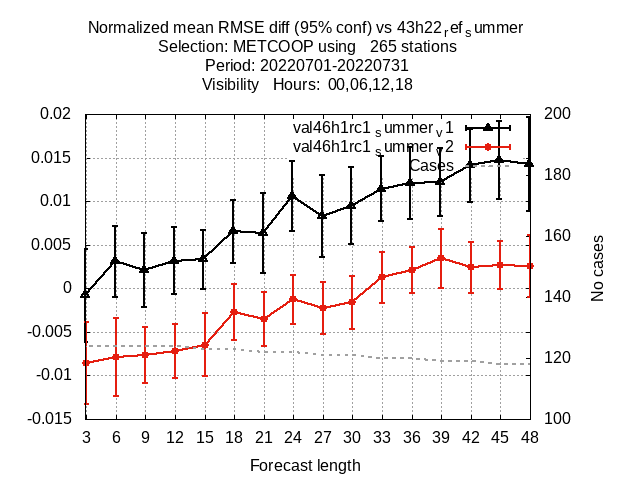 Normalized mean RMSE diff (95% conf) vs 43h22refsummer
Selection: METCOOP using 265 stations
Period: 20220701-20220731
Visibility Hours: 00,06,12,18
0.02
0.015
0.01
0.005
0
-0.005
-0.01
-0.015
val46h1rc1summerv1
val46h1rc1summerv2
Cases
200
180
160
140
120
100
No cases
3 6 9 12 15 18 21 24 27 30 33 36 39 42 45 48
Forecast length